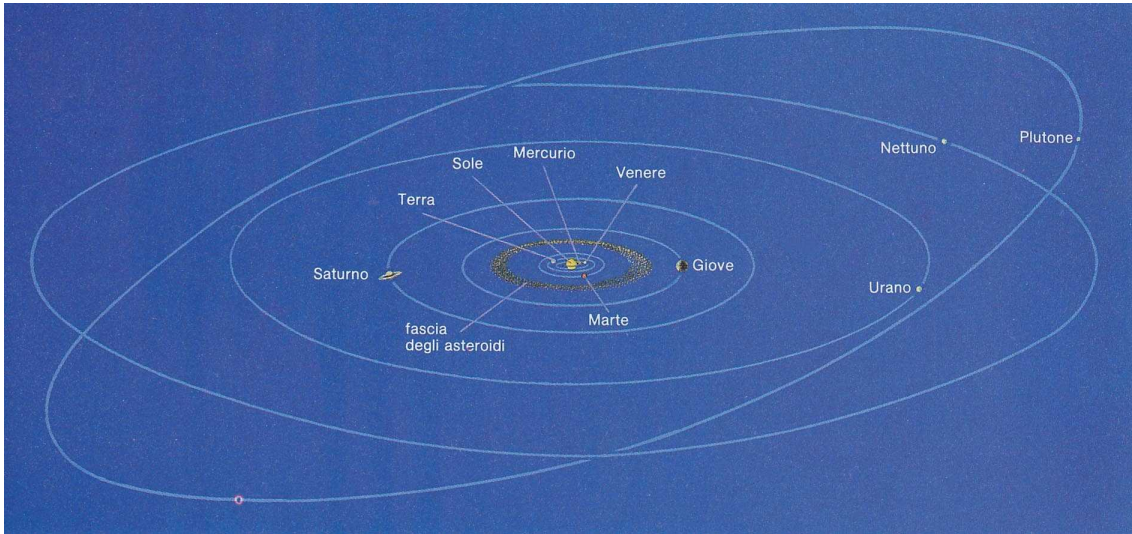 Mercurio
Sole
Venere
Terra
Nettuno
Plutone
Saturno
Giove
Urano
Marte
fascia
degli asteroidi